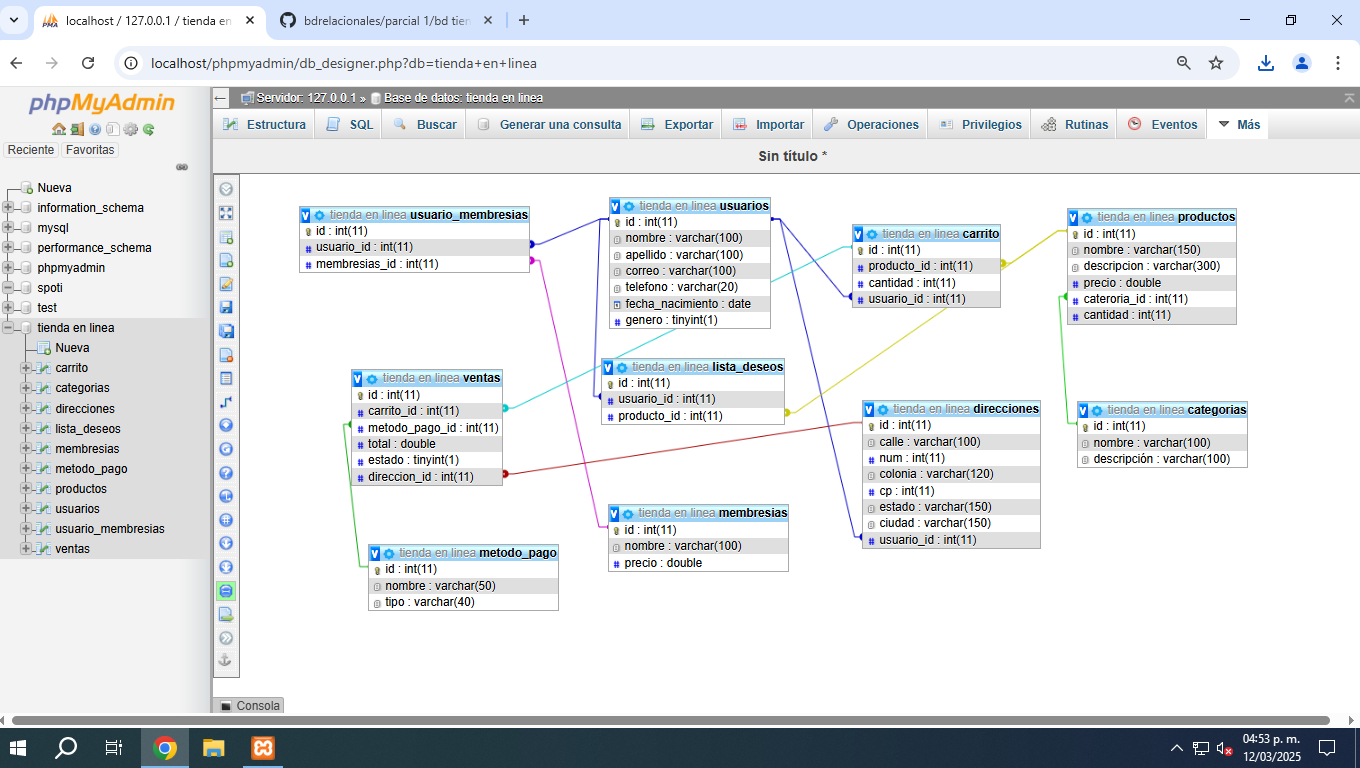 localhost / 127.0.0.1 / tienda en
bdrelacionales/parcial 1/bd tien
localhost/phpmyadmin/db_designer.php?db=tienda+en+linea
phpMyAdmin
Reciente
Favoritas
Nueva
information_schema
mysql
performance_schema
phpmyadmin
spoti
test
tienda en linea
Nueva
carrito
categorias
direcciones
lista_deseos
membresias
metodo_pago
productos
usuarios
usuario_membresias
ventas
Servidor: 127.0.0.1 » Base de datos: tienda en linea
Estructura
SQL
Buscar
Generar una consulta
Exportar
Importar
Operaciones
Privilegios
Rutinas
Eventos
Más
Sin título *
tienda en linea usuario_membresias
id : int(11)
usuario_id : int(11)
membresias_id : int(11)
tienda en linea usuarios
id : int(11)
nombre : varchar(100)
apellido : varchar(100)
correo : varchar(100)
telefono : varchar(20)
fecha_nacimiento : date
genero : tinyint(1)
tienda en linea carrito
id : int(11)
producto_id : int(11)
cantidad : int(11)
usuario_id : int(11)
tienda en linea productos
id : int(11)
nombre : varchar(150)
descripcion : varchar(300)
precio : double
cateroria_id : int(11)
cantidad : int(11)
tienda en linea ventas
id : int(11)
carrito_id : int(11)
metodo_pago_id : int(11)
total : double
estado : tinyint(1)
direccion_id : int(11)
tienda en linea lista_deseos
id : int(11)
usuario_id : int(11)
producto_id : int(11)
tienda en linea direcciones
id : int(11)
calle : varchar(100)
num : int(11)
colonia : varchar(120)
cp : int(11)
estado : varchar(150)
ciudad : varchar(150)
usuario_id : int(11)
tienda en linea categorias
id : int(11)
nombre : varchar(100)
descripción : varchar(100)
tienda en linea membresias
id : int(11)
nombre : varchar(100)
precio : double
tienda en linea metodo_pago
id : int(11)
nombre : varchar(50)
tipo : varchar(40)
Consola
04:53 p. m.
12/03/2025